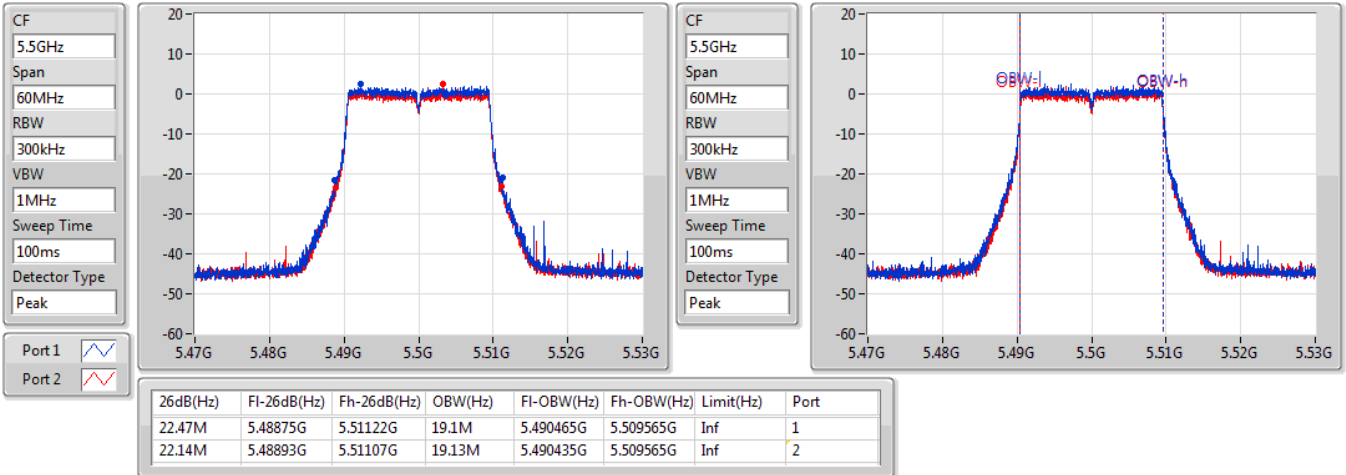 CF
5.5GHz
Span
60MHz
RBW
300kHz
VBW
1MHz
Sweep Time
100ms
Detector Type
Peak
Port 1
Port 2
20
10
0
-10
-20
-30
-40
-50
-60
5.47G 5.48G 5.49G 5.5G 5.51G 5.52G 5.53G
CF
5.5GHz
Span
60MHz
RBW
300kHz
VBW
1MHz
Sweep Time
100ms
Detector Type
Peak
20
10
0
-10
-20
-30
-40
-50
-60
OBW-l OBW-h
5.47G 5.48G 5.49G 5.5G 5.51G 5.52G 5.53G
26dB(Hz) Fl-26dB(Hz) Fh-26dB(Hz) OBW(Hz) Fl-OBW(Hz) Fh-OBW(Hz) Limit(Hz) Port
22.47M 5.48875G 5.51122G 19.1M 5.490465G 5.509565G Inf 1
22.14M 5.48893G 5.51107G 19.13M 5.490435G 5.509565G Inf 2